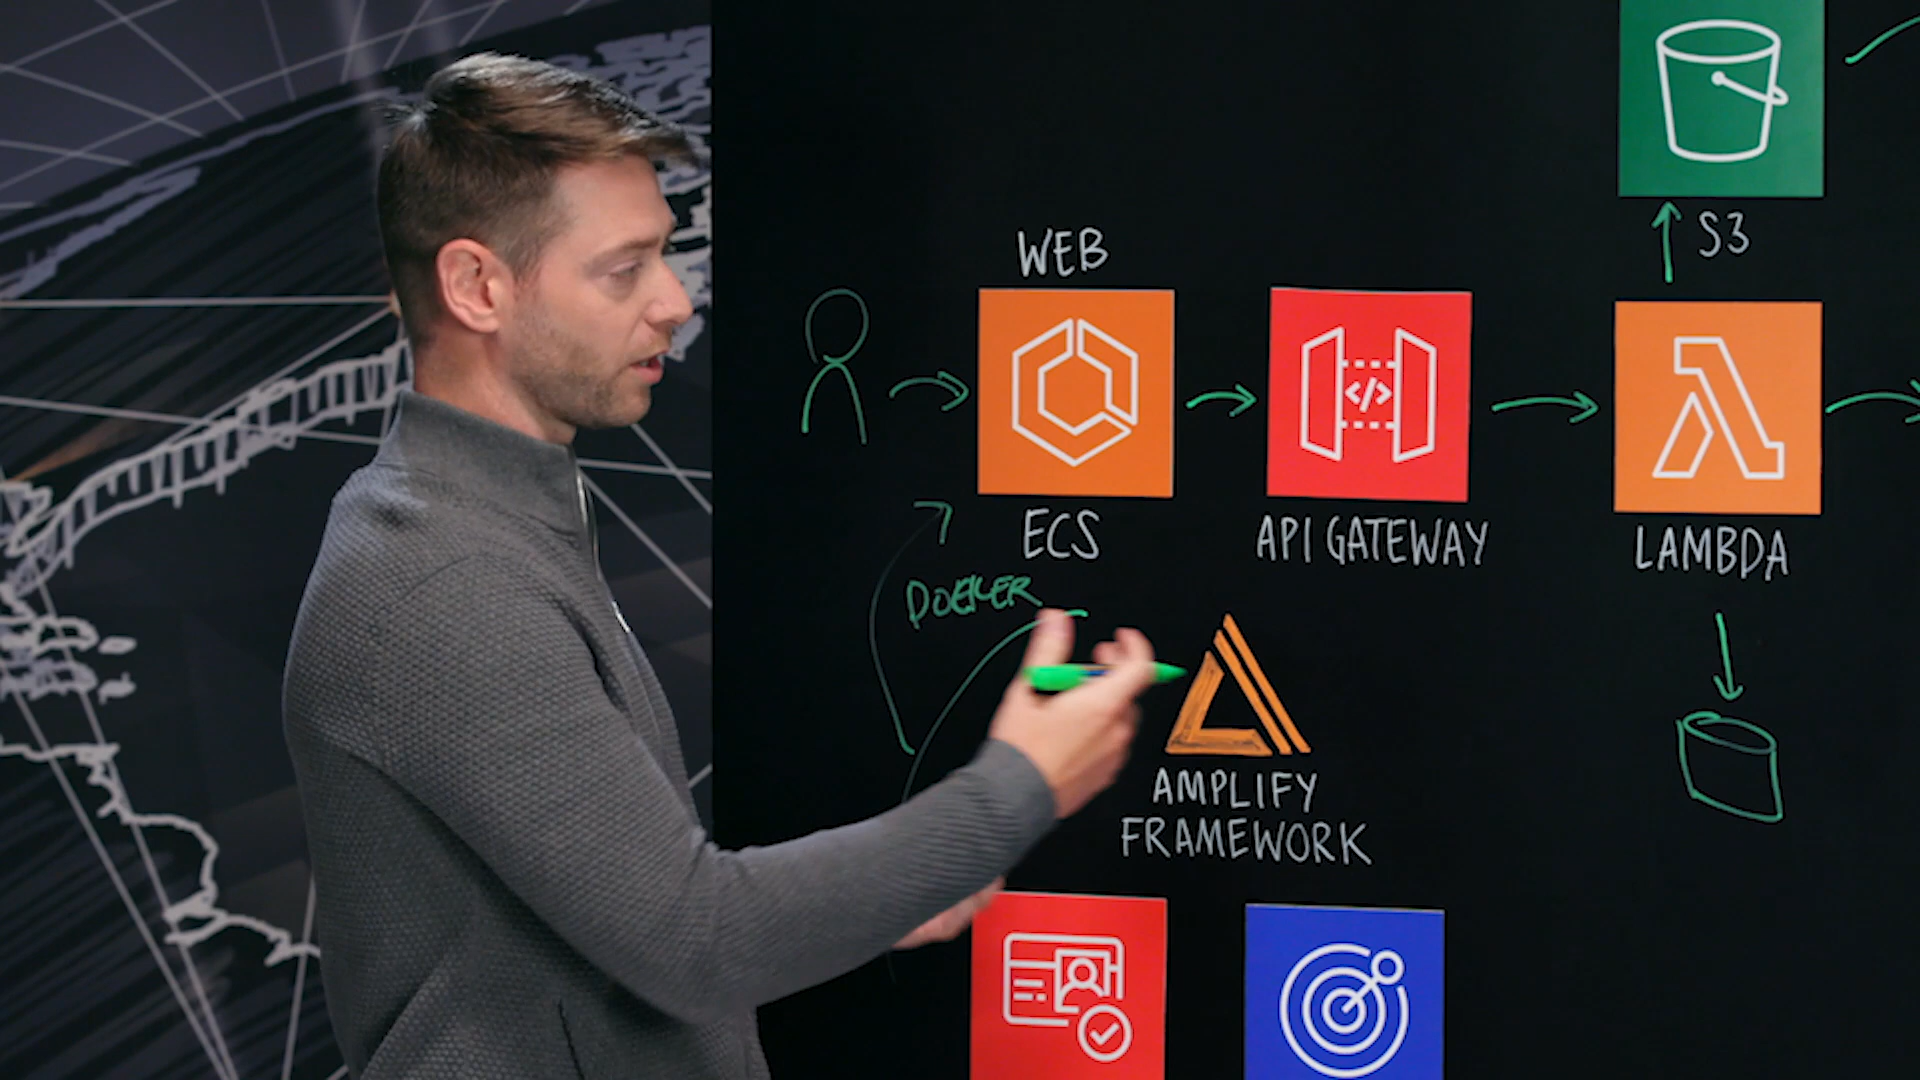 S3
WEB
</>
ECS
API GATEWAY
LAMBDA
DOCKER
AMPLIFY
FRAMEWORK